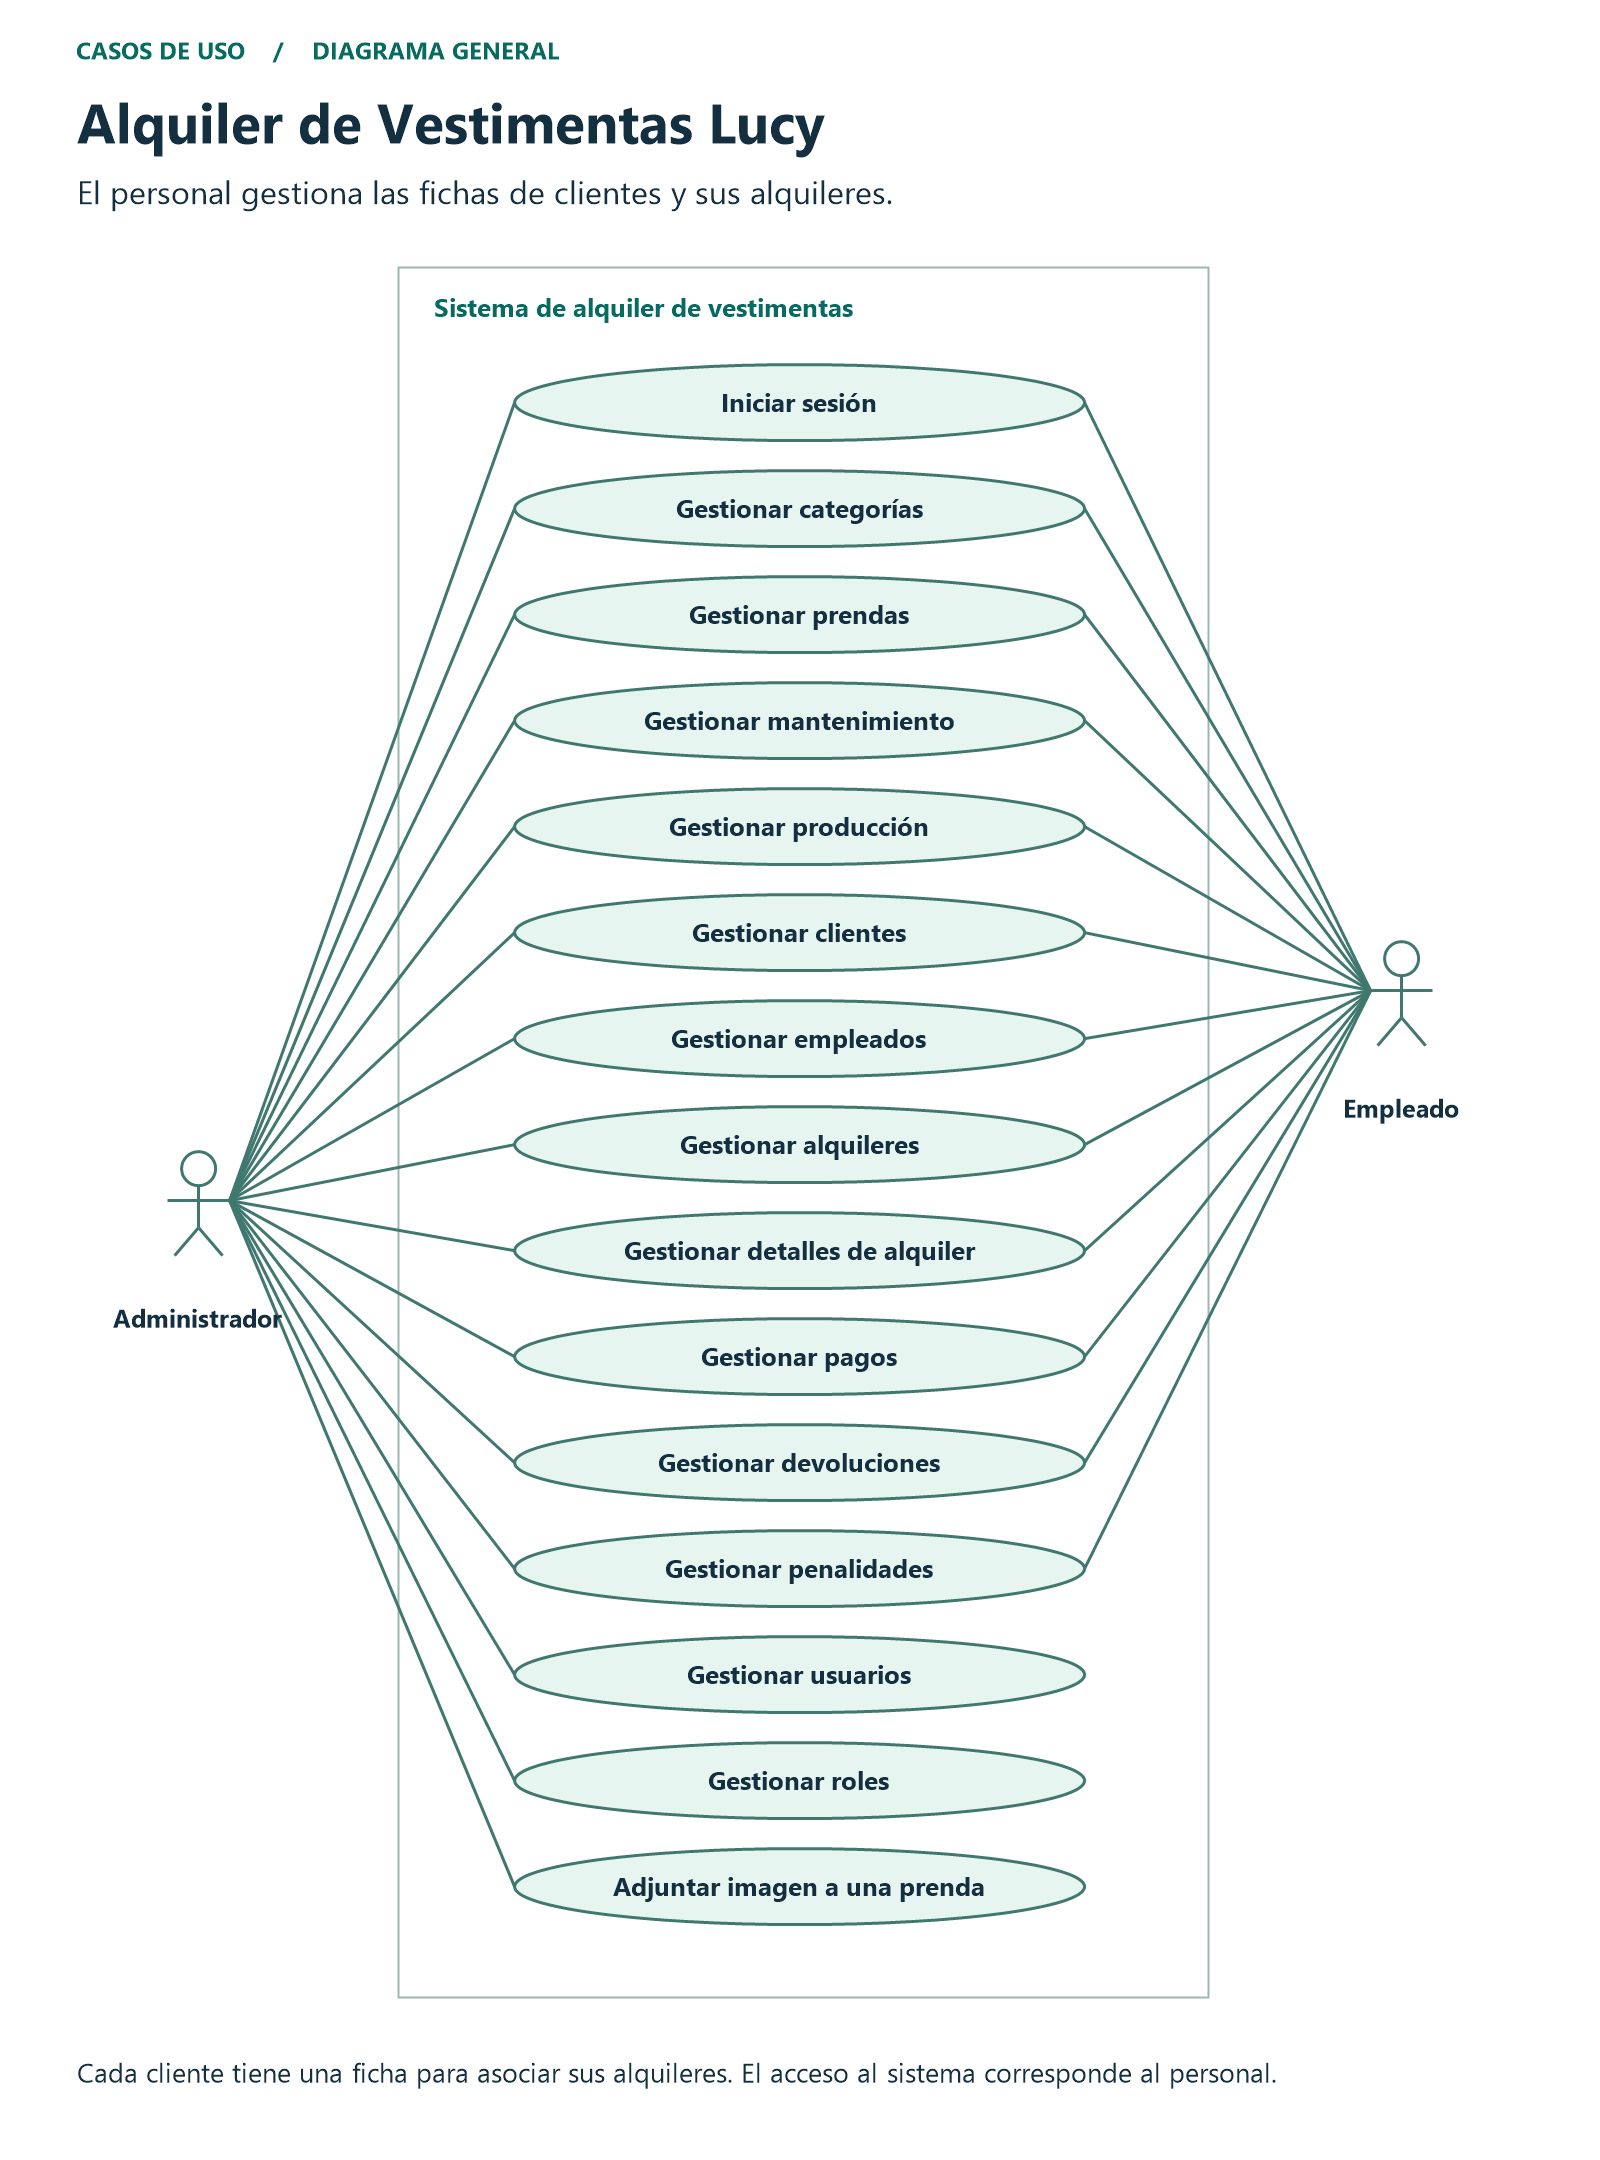 CASOS DE USO / DIAGRAMA GENERAL
Alquiler de Vestimentas Lucy
El personal gestiona las fichas de clientes y sus alquileres.
Sistema de alquiler de vestimentas
Iniciar sesión
Gestionar categorías
Gestionar prendas
Gestionar mantenimiento
Gestionar producción
Gestionar clientes
Gestionar empleados
Empleado
Gestionar alquileres
Gestionar detalles de alquiler
Administrador
Gestionar pagos
Gestionar devoluciones
Gestionar penalidades
Gestionar usuarios
Gestionar roles
Adjuntar imagen a una prenda
Cada cliente tiene una ficha para asociar sus alquileres. El acceso al sistema corresponde al personal.